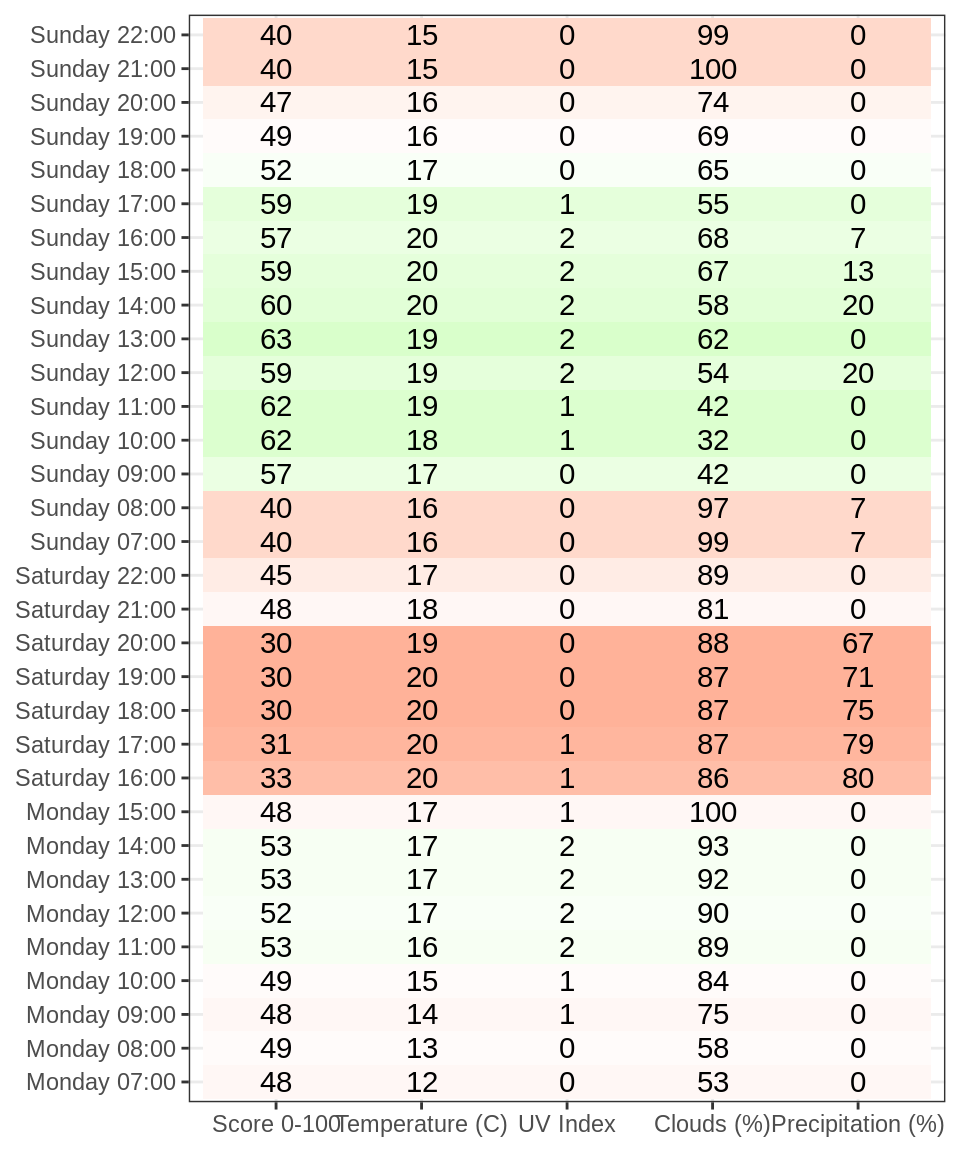 Sunday 22:00 40 15 0 99 0
Sunday 21:00 40 15 0 100 0
Sunday 20:00 47 16 0 74 0
Sunday 19:00 49 16 0 69 0
Sunday 18:00 52 17 0 65 0
Sunday 17:00 59 19 1 55 0
Sunday 16:00 57 20 2 68 7
Sunday 15:00 59 20 2 67 13
Sunday 14:00 60 20 2 58 20
Sunday 13:00 63 19 2 62 0
Sunday 12:00 59 19 2 54 20
Sunday 11:00 62 19 1 42 0
Sunday 10:00 62 18 1 32 0
Sunday 09:00 57 17 0 42 0
Sunday 08:00 40 16 0 97 7
Sunday 07:00 40 16 0 99 7
Saturday 22:00 45 17 0 89 0
Saturday 21:00 48 18 0 81 0
Saturday 20:00 30 19 0 88 67
Saturday 19:00 30 20 0 87 71
Saturday 18:00 30 20 0 87 75
Saturday 17:00 31 20 1 87 79
Saturday 16:00 33 20 1 86 80
Monday 15:00 48 17 1 100 0
Monday 14:00 53 17 2 93 0
Monday 13:00 53 17 2 92 0
Monday 12:00 52 17 2 90 0
Monday 11:00 53 16 2 89 0
Monday 10:00 49 15 1 84 0
Monday 09:00 48 14 1 75 0
Monday 08:00 49 13 0 58 0
Monday 07:00 48 12 0 53 0
Score 0-100 Temperature (C) UV Index Clouds (%) Precipitation (%)